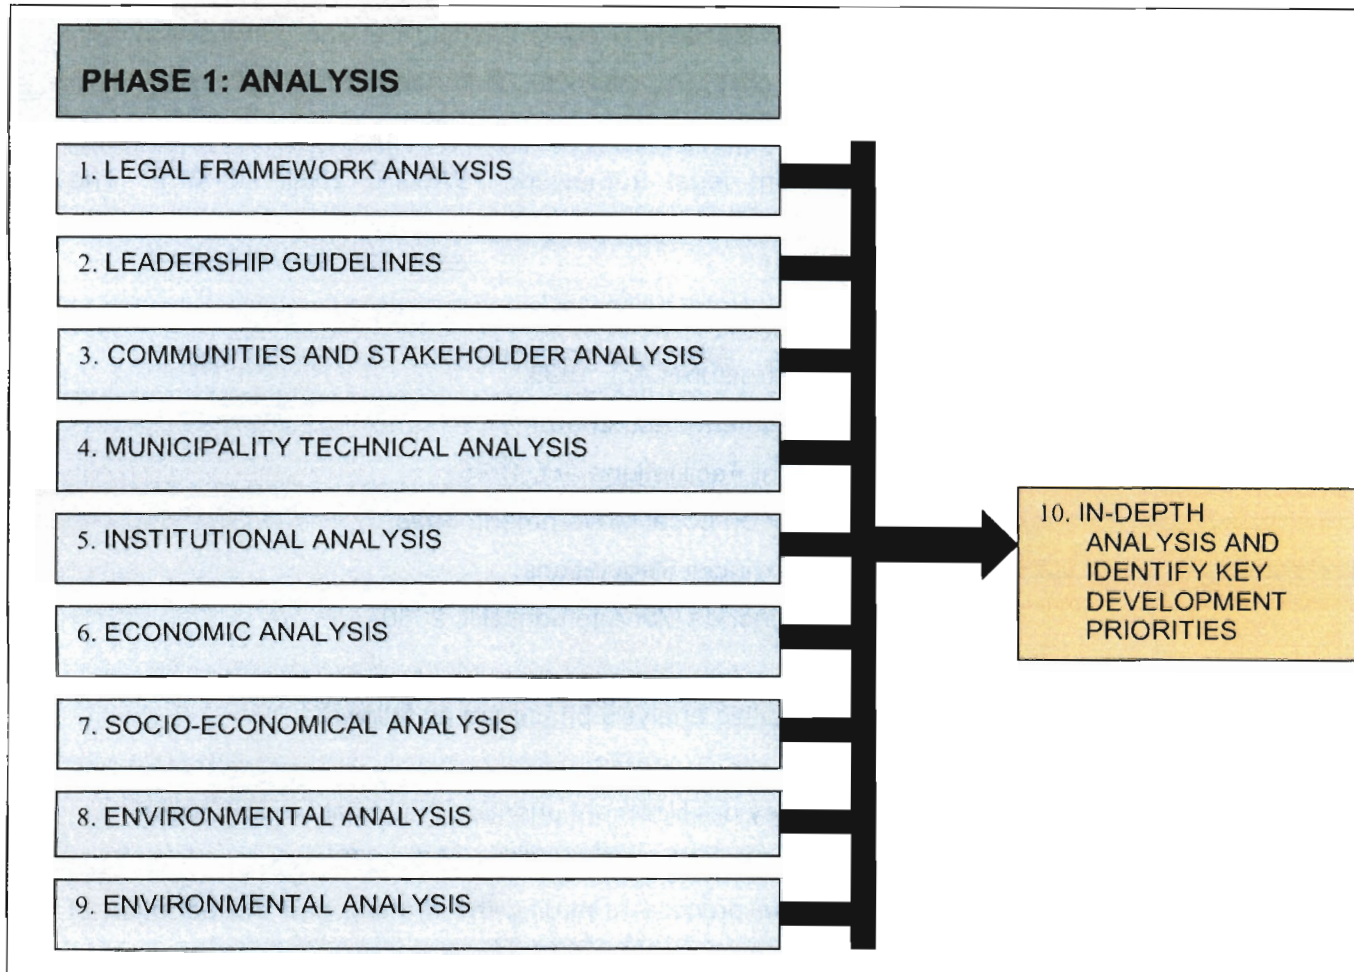 PHASE 1: ANALYSIS
1. LEGAL FRAMEWORK ANALYSIS
2. LEADERSHIP GUIDELINES
3. COMMUNITIES AND STAKEHOLDER ANALYSIS
4. MUNICIPALITY TECHNICAL ANALYSIS
5. INSTITUTIONAL ANALYSIS
6. ECONOMIC ANALYSIS
7. SOCIO-ECONOMICAL ANALYSIS
8. ENVIRONMENTAL ANALYSIS
9. ENVIRONMENTAL ANALYSIS
10. IN-DEPTH
ANALYSIS AND
IDENTIFY KEY
DEVELOPMENT
PRIORITIES